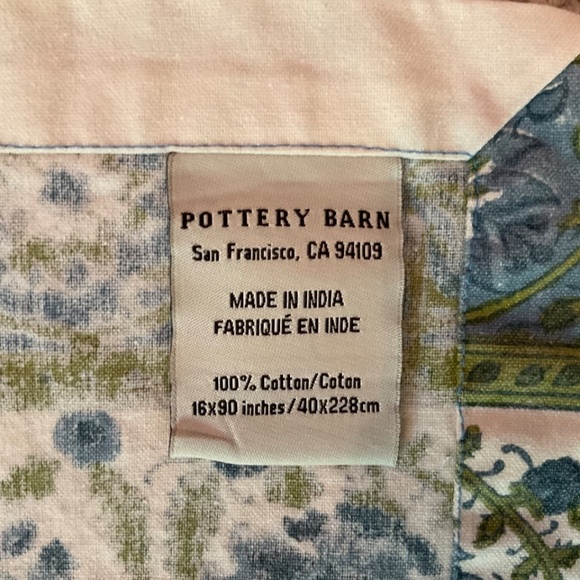 POTTERY BARN
San Francisco, CA 94109
MADE IN INDIA
FABRIQUÉ EN INDE
100% Cotton/Coton
16x90 inches/40x228cm